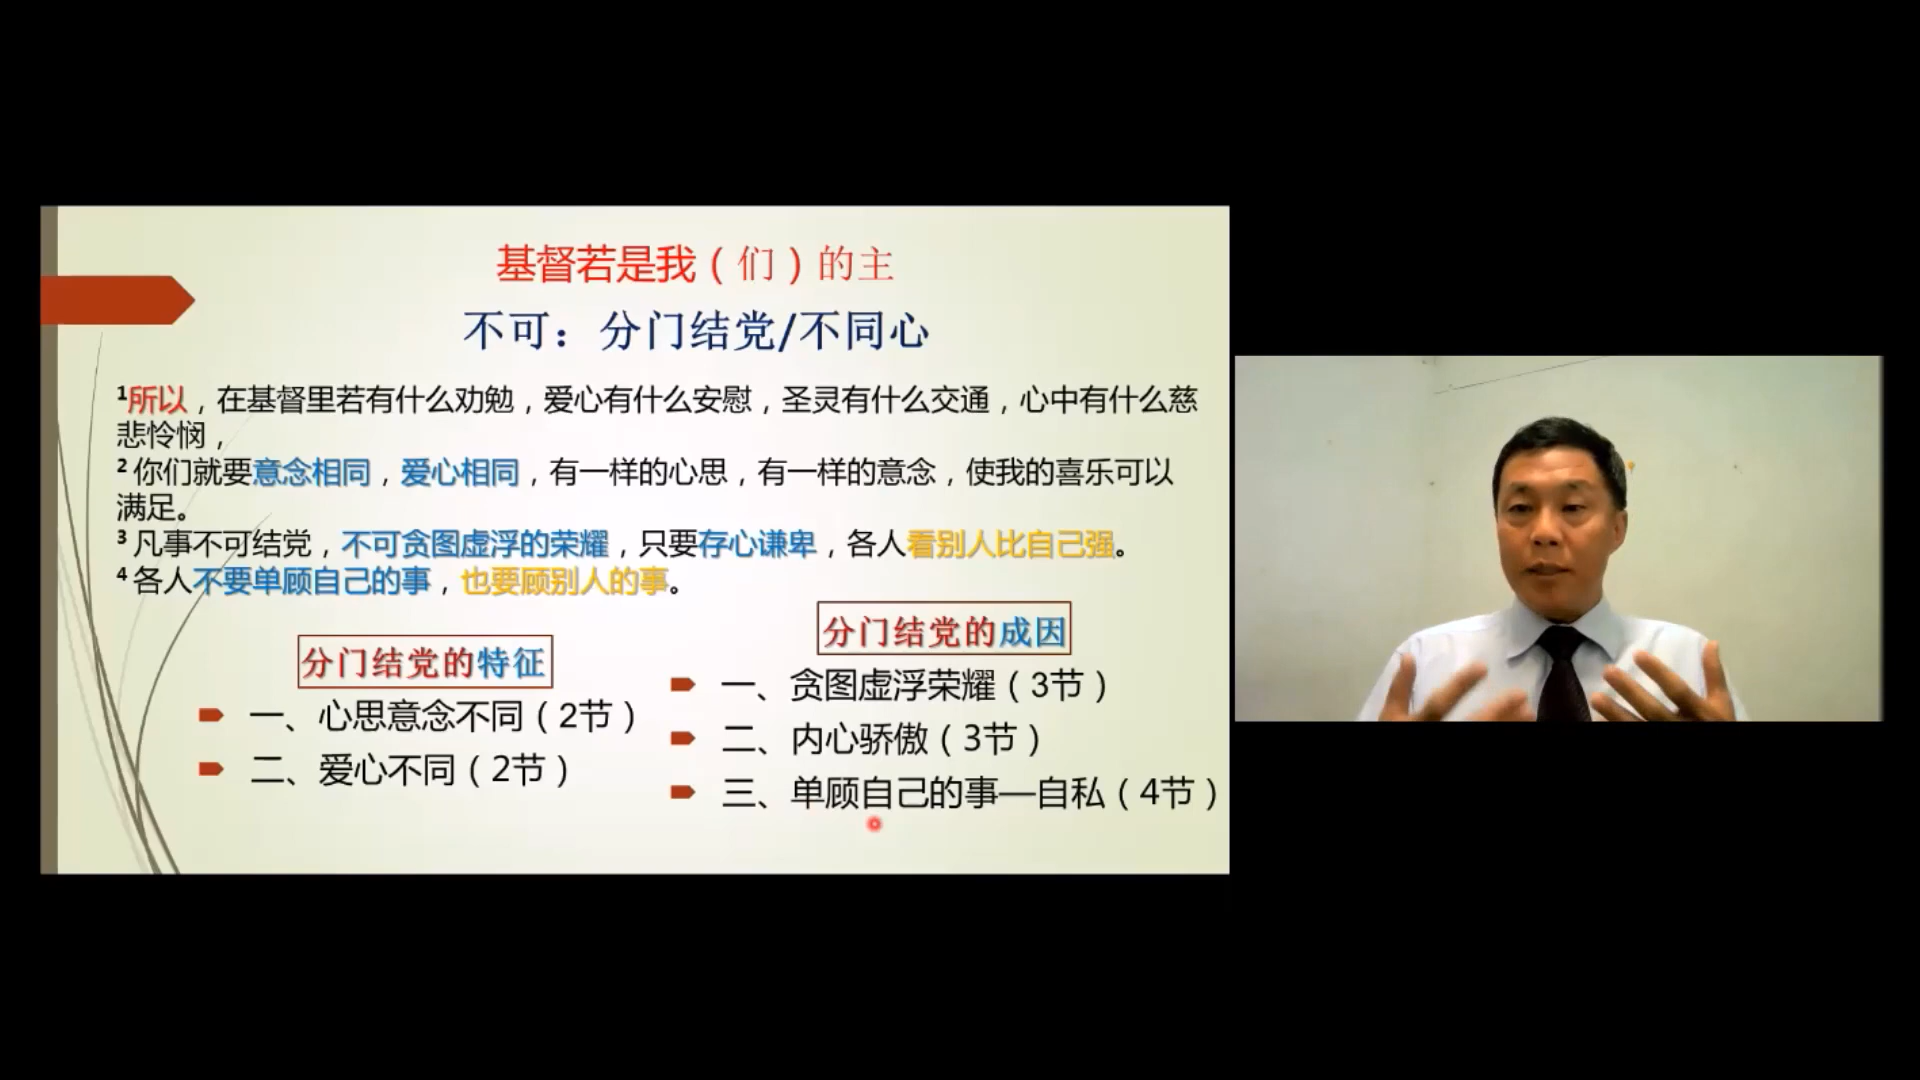 基督若是我（们）的主
不可：分门结党/不同心
1所以，在基督里若有什么劝勉，爱心有什么安慰，圣灵有什么交通，心中有什么慈
悲怜悯，
2 你们就要意念相同，爱心相同，有一样的心思，有一样的意念，使我的喜乐可以
满足。
3 凡事不可结党，不可贪图虚浮的荣耀，只要存心谦卑，各人看别人比自己强。
4 各人不要单顾自己的事，也要顾别人的事。
分门结党的特征
一、心思意念不同（2节）
二、爱心不同（2节）
分门结党的成因
一、贪图虚浮荣耀（3节）
二、内心骄傲（3节）
三、单顾自己的事—自私（4节）